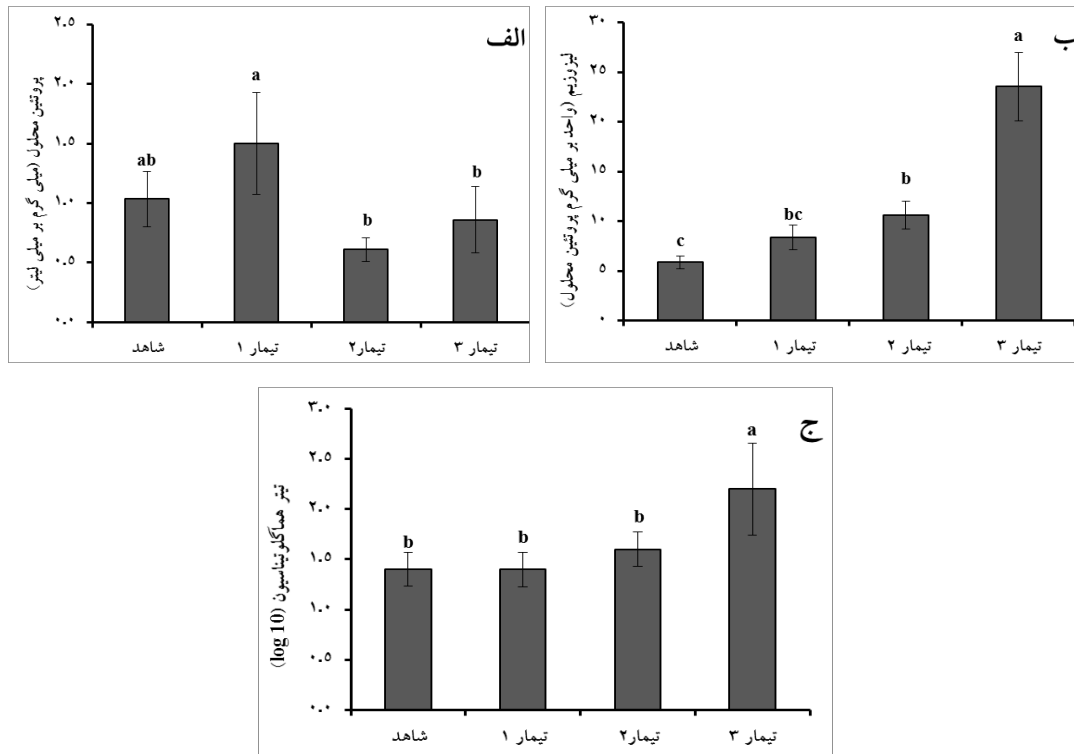 الف
پروتئین محلول (میلی گرم بر میلی لیتر)
۲.۵
۲.۰
۱.۵
۱.۰
۰.۵
۰.۰
ab
a
b
b
شاهد
تیمار ۱
تیمار۲
تیمار ۳
ب
لیزوزیم (واحد بر میلی گرم پروتئین محلول)
۳۰
۲۵
۲۰
۱۵
۱۰
۵
۰
c
bc
b
a
شاهد
تیمار ۱
تیمار ۲
تیمار ۳
ج
تیتر هماگلوتیناسیون (log 10)
۳.۰
۲.۵
۲.۰
۱.۵
۱.۰
۰.۵
۰.۰
b
b
b
a
شاهد
تیمار ۱
تیمار۲
تیمار ۳